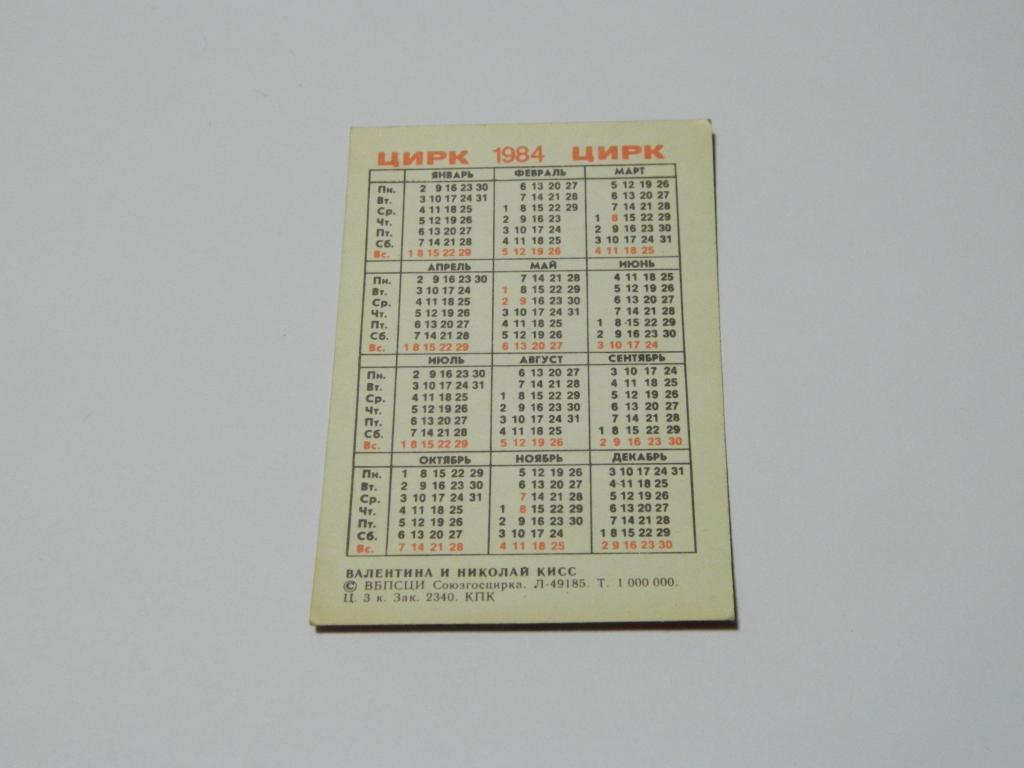 ЦИРК 1984 ЦИРК
ЯНВАРЬ ФЕВРАЛЬ МАРТ
Пн. 2 9 16 23 30 6 13 20 27 5 12 19 26
Вт. 3 10 17 24 31 7 14 21 28 6 13 20 27
Ср. 4 11 18 25 1 8 15 22 29 7 14 21 28
Чт. 5 12 19 26 2 9 16 23 1 8 15 22 29
Пт. 6 13 20 27 3 10 17 24 2 9 16 23 30
Сб. 7 14 21 28 4 11 18 25 3 10 17 24 31
Вс. 1 8 15 22 29 5 12 19 26 4 11 18 25
АПРЕЛЬ МАЙ ИЮНЬ
Пн. 2 9 16 23 30 7 14 21 28 4 11 18 25
Вт. 3 10 17 24 1 8 15 22 29 5 12 19 26
Ср. 4 11 18 25 2 9 16 23 30 6 13 20 27
Чт. 5 12 19 26 3 10 17 24 31 7 14 21 28
Пт. 6 13 20 27 4 11 18 25 1 8 15 22 29
Сб. 7 14 21 28 5 12 19 26 2 9 16 23 30
Вс. 1 8 15 22 29 6 13 20 27 3 10 17 24
ИЮЛЬ АВГУСТ СЕНТЯБРЬ
Пн. 2 9 16 23 30 6 13 20 27 3 10 17 24
Вт. 3 10 17 24 31 7 14 21 28 4 11 18 25
Ср. 4 11 18 25 1 8 15 22 29 5 12 19 26
Чт. 5 12 19 26 2 9 16 23 30 6 13 20 27
Пт. 6 13 20 27 3 10 17 24 31 7 14 21 28
Сб. 7 14 21 28 4 11 18 25 1 8 15 22 29
Вс. 1 8 15 22 29 5 12 19 26 2 9 16 23 30
ОКТЯБРЬ НОЯБРЬ ДЕКАБРЬ
Пн. 1 8 15 22 29 5 12 19 26 3 10 17 24 31
Вт. 2 9 16 23 30 6 13 20 27 4 11 18 25
Ср. 3 10 17 24 31 7 14 21 28 5 12 19 26
Чт. 4 11 18 25 1 8 15 22 29 6 13 20 27
Пт. 5 12 19 26 2 9 16 23 30 7 14 21 28
Сб. 6 13 20 27 3 10 17 24 1 8 15 22 29
Вс. 7 14 21 28 4 11 18 25 2 9 16 23 30
ВАЛЕНТИНА И НИКОЛАЙ КИСС
© ВБПСЦИ Союзгосцирка. Л-49185. Т. 1 000 000.
Ц. 3 к. Зак. 2340. КПК